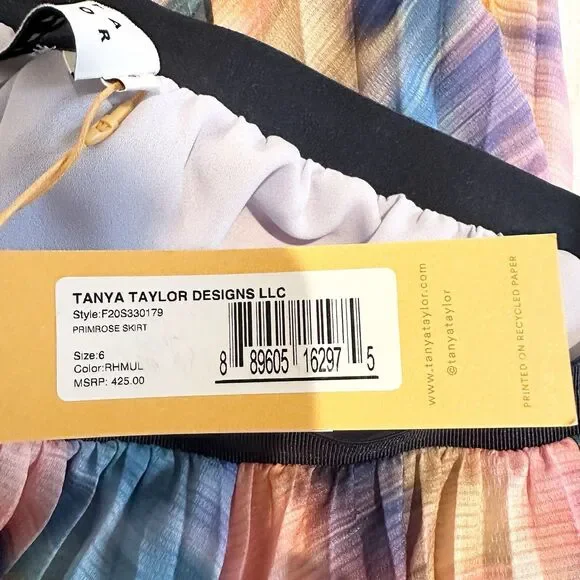 TANYA TAYLOR DESIGNS LLC
Style:F20S330179
PRIMROSE SKIRT
Size:6
Color:RHMUL
MSRP: 425.00
8 89605 16297 5
www.tanyataylor.com
@tanyataylor
PRINTED ON RECYCLED PAPER